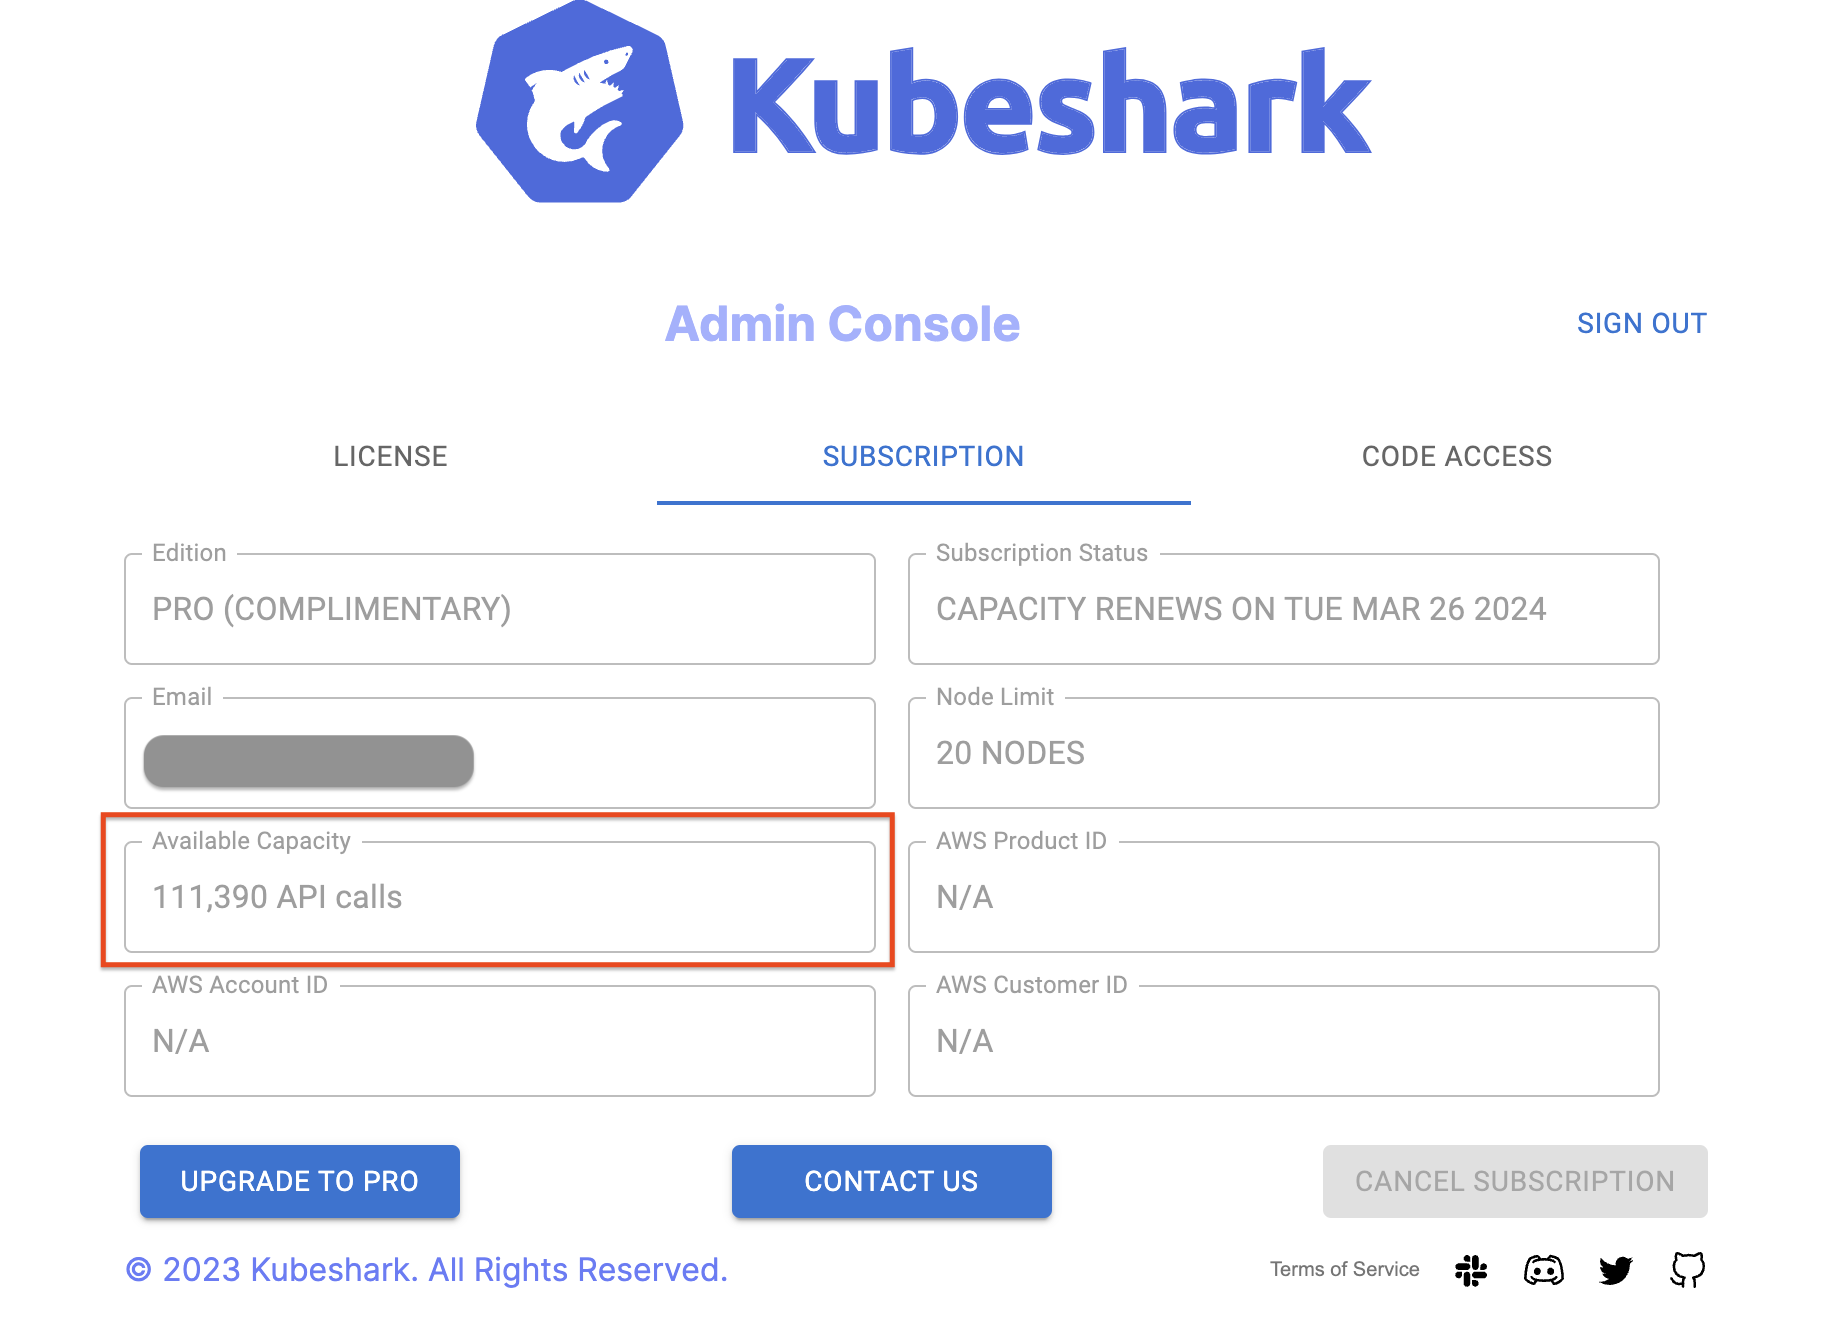 Kubeshark
Admin Console
SIGN OUT
LICENSE
SUBSCRIPTION
CODE ACCESS
Edition
PRO (COMPLIMENTARY)
Subscription Status
CAPACITY RENEWS ON TUE MAR 26 2024
Email
Node Limit
20 NODES
Available Capacity
111,390 API calls
AWS Product ID
N/A
AWS Account ID
N/A
AWS Customer ID
N/A
UPGRADE TO PRO
CONTACT US
CANCEL SUBSCRIPTION
© 2023 Kubeshark. All Rights Reserved.
Terms of Service